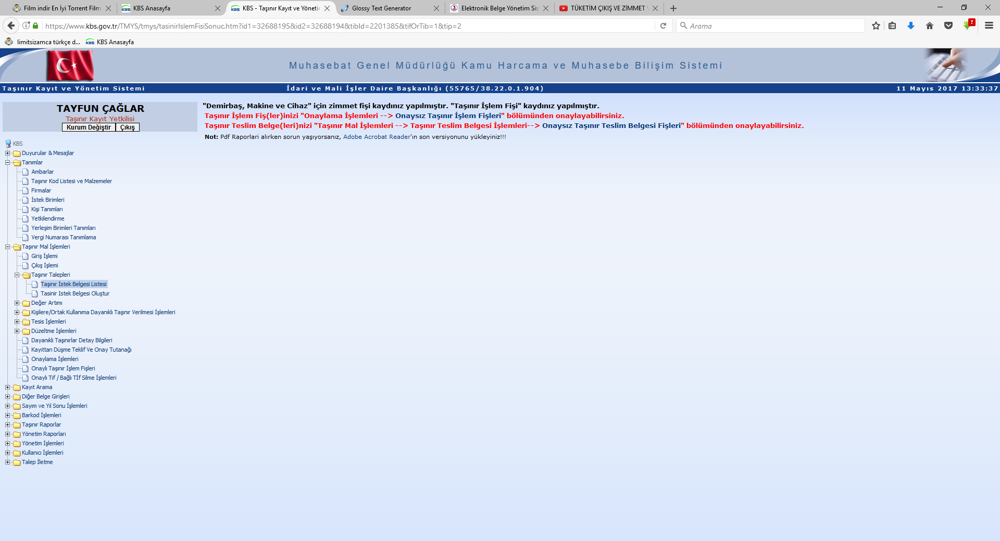 Film indir En İyi Torrent Film
KBS Anasayfa
KBS - Taşınır Kayıt ve Yönetin
Glossy Text Generator
Elektronik Belge Yönetim Sis
TÜKETİM ÇIKIŞ VE ZİMMET
https://www.kbs.gov.tr/TMYS/tmys/tasinirIslemFisiSonuc.htm?id1=32688195&id2=32688194&tibId=2201385&tifOrTib=1&tip=2
Arama
limitsizamca türkçe d...
KBS Anasayfa
Muhasebat Genel Müdürlüğü Kamu Harcama ve Muhasebe Bilişim Sistemi
Taşınır Kayıt ve Yönetim Sistemi
İdari ve Mali İşler Daire Başkanlığı (55765/38.22.0.1.904)
11 Mayıs 2017 13:33:37
TAYFUN ÇAĞLAR
Taşınır Kayıt Yetkilisi
Kurum Değiştir
Çıkış
"Demirbaş, Makine ve Cihaz" için zimmet fişi kaydınız yapılmıştır. "Taşınır İşlem Fişi" kaydınız yapılmıştır.
Taşınır İşlem Fiş(ler)inizi "Onaylama İşlemleri --> Onaysız Taşınır İşlem Fişleri" bölümünden onaylayabilirsiniz.
Taşınır Teslim Belge(leri)nizi "Taşınır Mal İşlemleri --> Taşınır Teslim Belgesi İşlemleri--> Onaysız Taşınır Teslim Belgesi Fişleri" bölümünden onaylayabilirsiniz.
Not: Pdf Raporlari alırken sorun yaşıyorsanız, Adobe Acrobat Reader'ın son versiyonunu yükleyiniz!!!
KBS
Duyurular & Mesajlar
Tanımlar
Ambarlar
Taşınır Kod Listesi ve Malzemeler
Firmalar
İstek Birimleri
Kişi Tanımları
Yetkilendirme
Yerleşim Birimleri Tanımları
Vergi Numarası Tanımlama
Taşınır Mal İşlemleri
Giriş İşlemi
Çıkış İşlemi
Taşınır Talepleri
Taşınır İstek Belgesi Listesi
Tasinir Istek Belgesi Oluştur
Değer Artımı
Kişilere/Ortak Kullanıma Dayanıklı Taşınır Verilmesi İşlemleri
Tesis İşlemleri
Düzeltme İşlemleri
Dayanıklı Taşınırlar Detay Bilgileri
Kayıttan Düşme Teklif Ve Onay Tutanağı
Onaylama İşlemleri
Onaylı Taşınır İşlem Fişleri
Onaylı Tif / Bağlı Tİf Silme İşlemleri
Kayıt Arama
Diğer Belge Girişleri
Sayım ve Yıl Sonu İşlemleri
Barkod İşlemleri
Taşınır Raporlar
Yönetim Raporları
Yönetim İşlemleri
Kullanıcı İşlemleri
Talep İletme